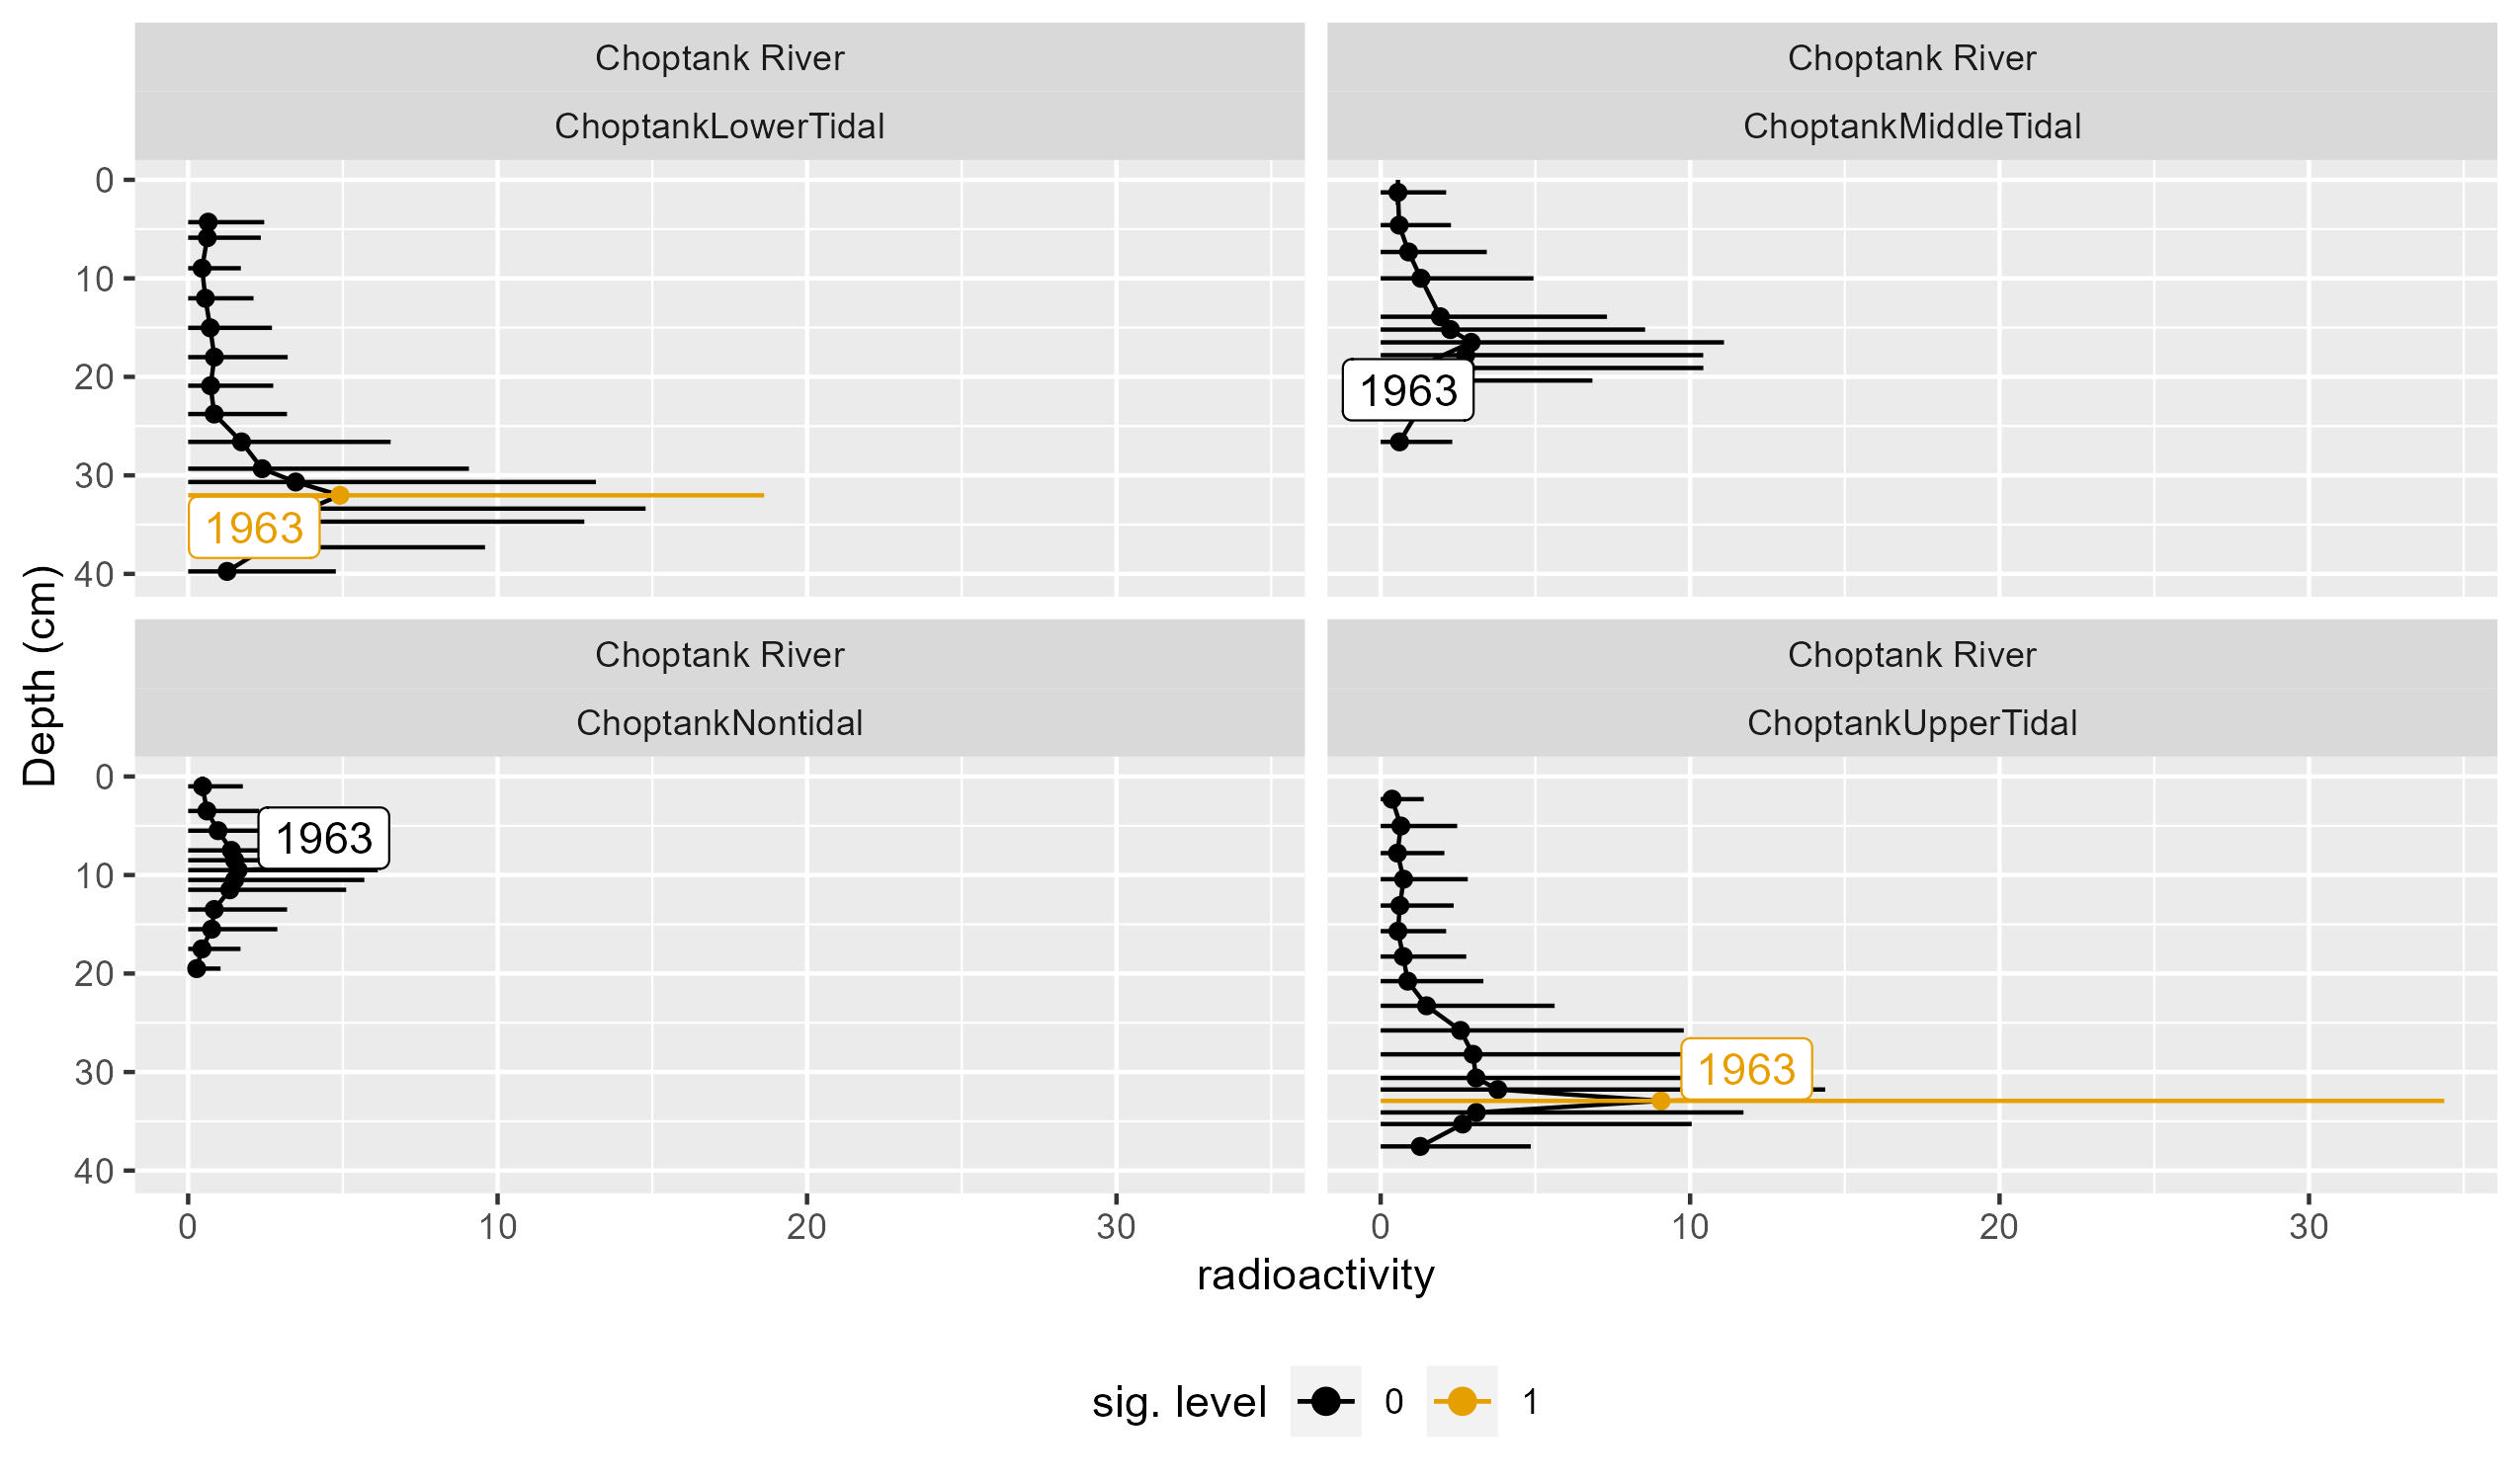 Choptank River
Choptank River
ChoptankLowerTidal
ChoptankMiddleTidal
0
10
20
30
40
1963
1963
Choptank River
Choptank River
ChoptankNontidal
ChoptankUpperTidal
0
10
20
30
40
1963
1963
Depth (cm)
0
10
20
30
0
10
20
30
radioactivity
sig. level 0 1